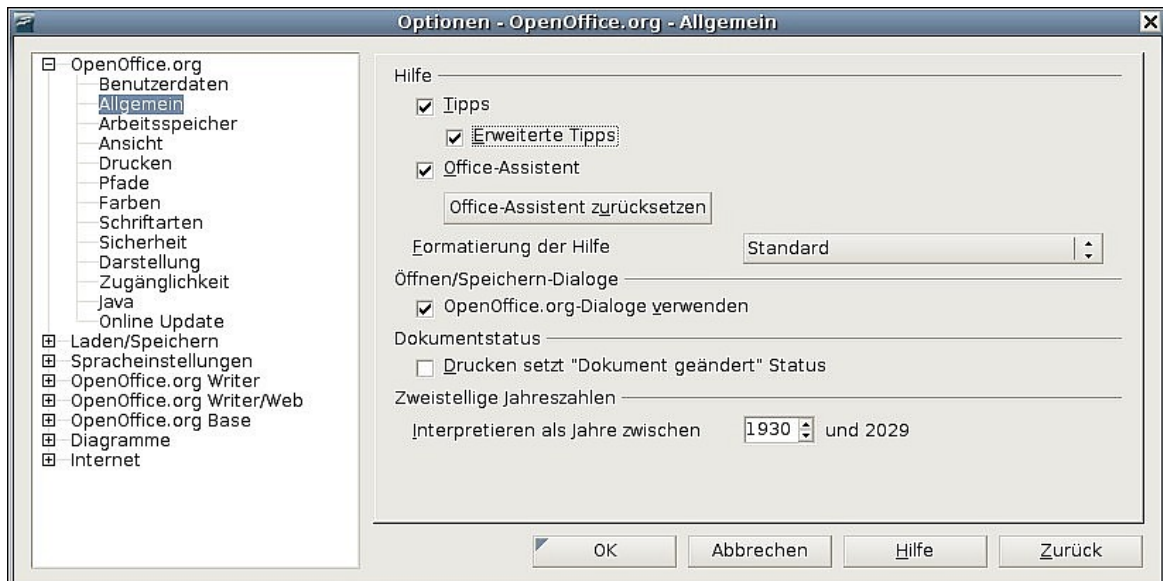 Optionen - OpenOffice.org - Allgemein
OpenOffice.org
Benutzerdaten
Allgemein
Arbeitsspeicher
Ansicht
Drucken
Pfade
Farben
Schriftarten
Sicherheit
Darstellung
Zugänglichkeit
Java
Online Update
Laden/Speichern
Spracheinstellungen
OpenOffice.org Writer
OpenOffice.org Writer/Web
OpenOffice.org Base
Diagramme
Internet
Hilfe
Tipps
Erweiterte Tipps
Office-Assistent
Office-Assistent zurücksetzen
Formatierung der Hilfe Standard
Öffnen/Speichern-Dialoge
OpenOffice.org-Dialoge verwenden
Dokumentstatus
Drucken setzt "Dokument geändert" Status
Zweistellige Jahreszahlen
Interpretieren als Jahre zwischen 1930 und 2029
OK Abbrechen Hilfe Zurück